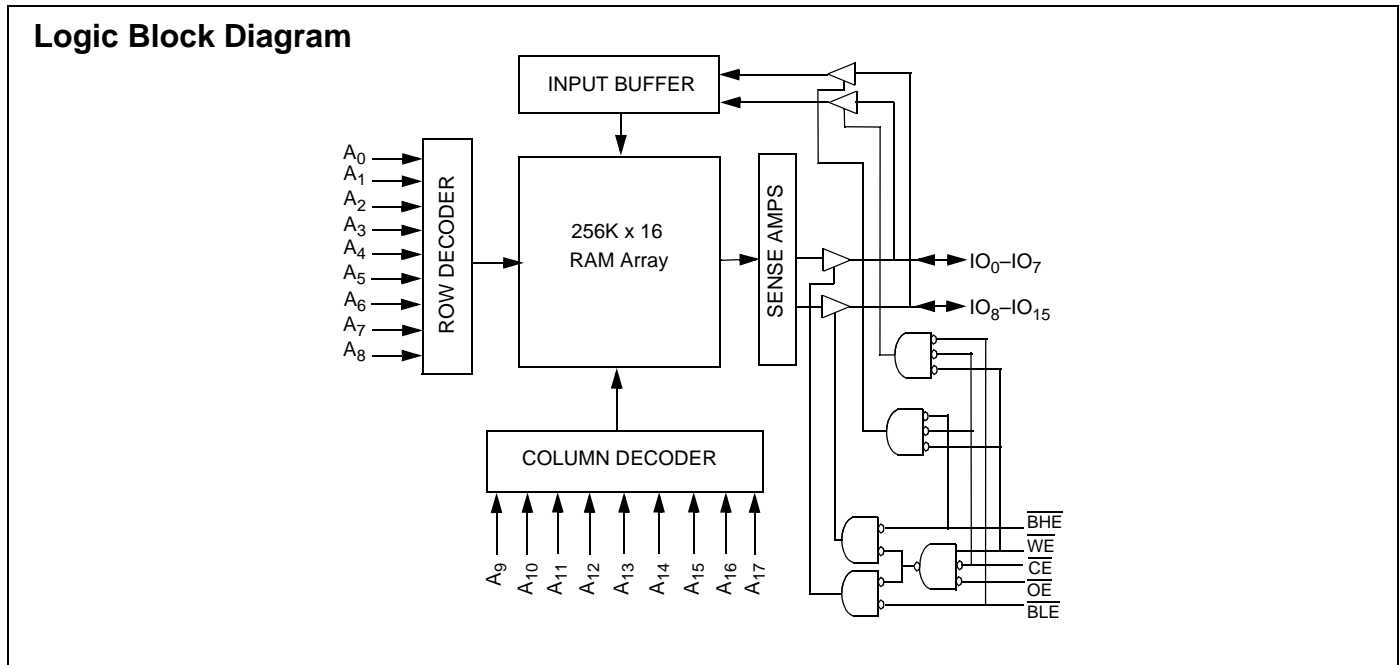 Logic Block Diagram
INPUT BUFFER
A0
A1
A2
A3
A4
A5
A6
A7
A8
ROW DECODER
256K x 16
RAM Array
SENSE AMPS
IO0–IO7
IO8–IO15
COLUMN DECODER
A9
A10
A11
A12
A13
A14
A15
A16
A17
BHE
WE
CE
OE
BLE